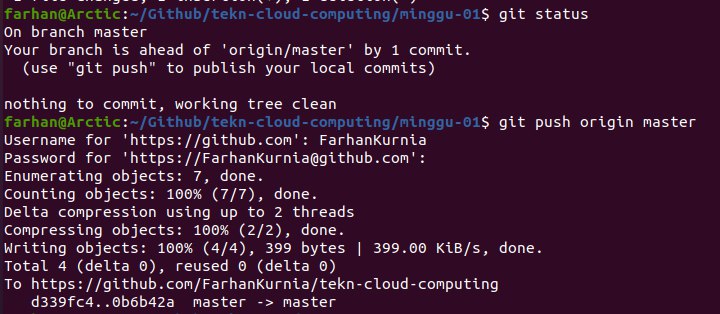 farhan@Arctic:~/Github/tekn-cloud-computing/minggu-01$ git status
On branch master
Your branch is ahead of 'origin/master' by 1 commit.
  (use "git push" to publish your local commits)

nothing to commit, working tree clean
farhan@Arctic:~/Github/tekn-cloud-computing/minggu-01$ git push origin master
Username for 'https://github.com': FarhanKurnia
Password for 'https://FarhanKurnia@github.com':
Enumerating objects: 7, done.
Counting objects: 100% (7/7), done.
Delta compression using up to 2 threads
Compressing objects: 100% (2/2), done.
Writing objects: 100% (4/4), 399 bytes | 399.00 KiB/s, done.
Total 4 (delta 0), reused 0 (delta 0)
To https://github.com/FarhanKurnia/tekn-cloud-computing
   d339fc4..0b6b42a  master -> master